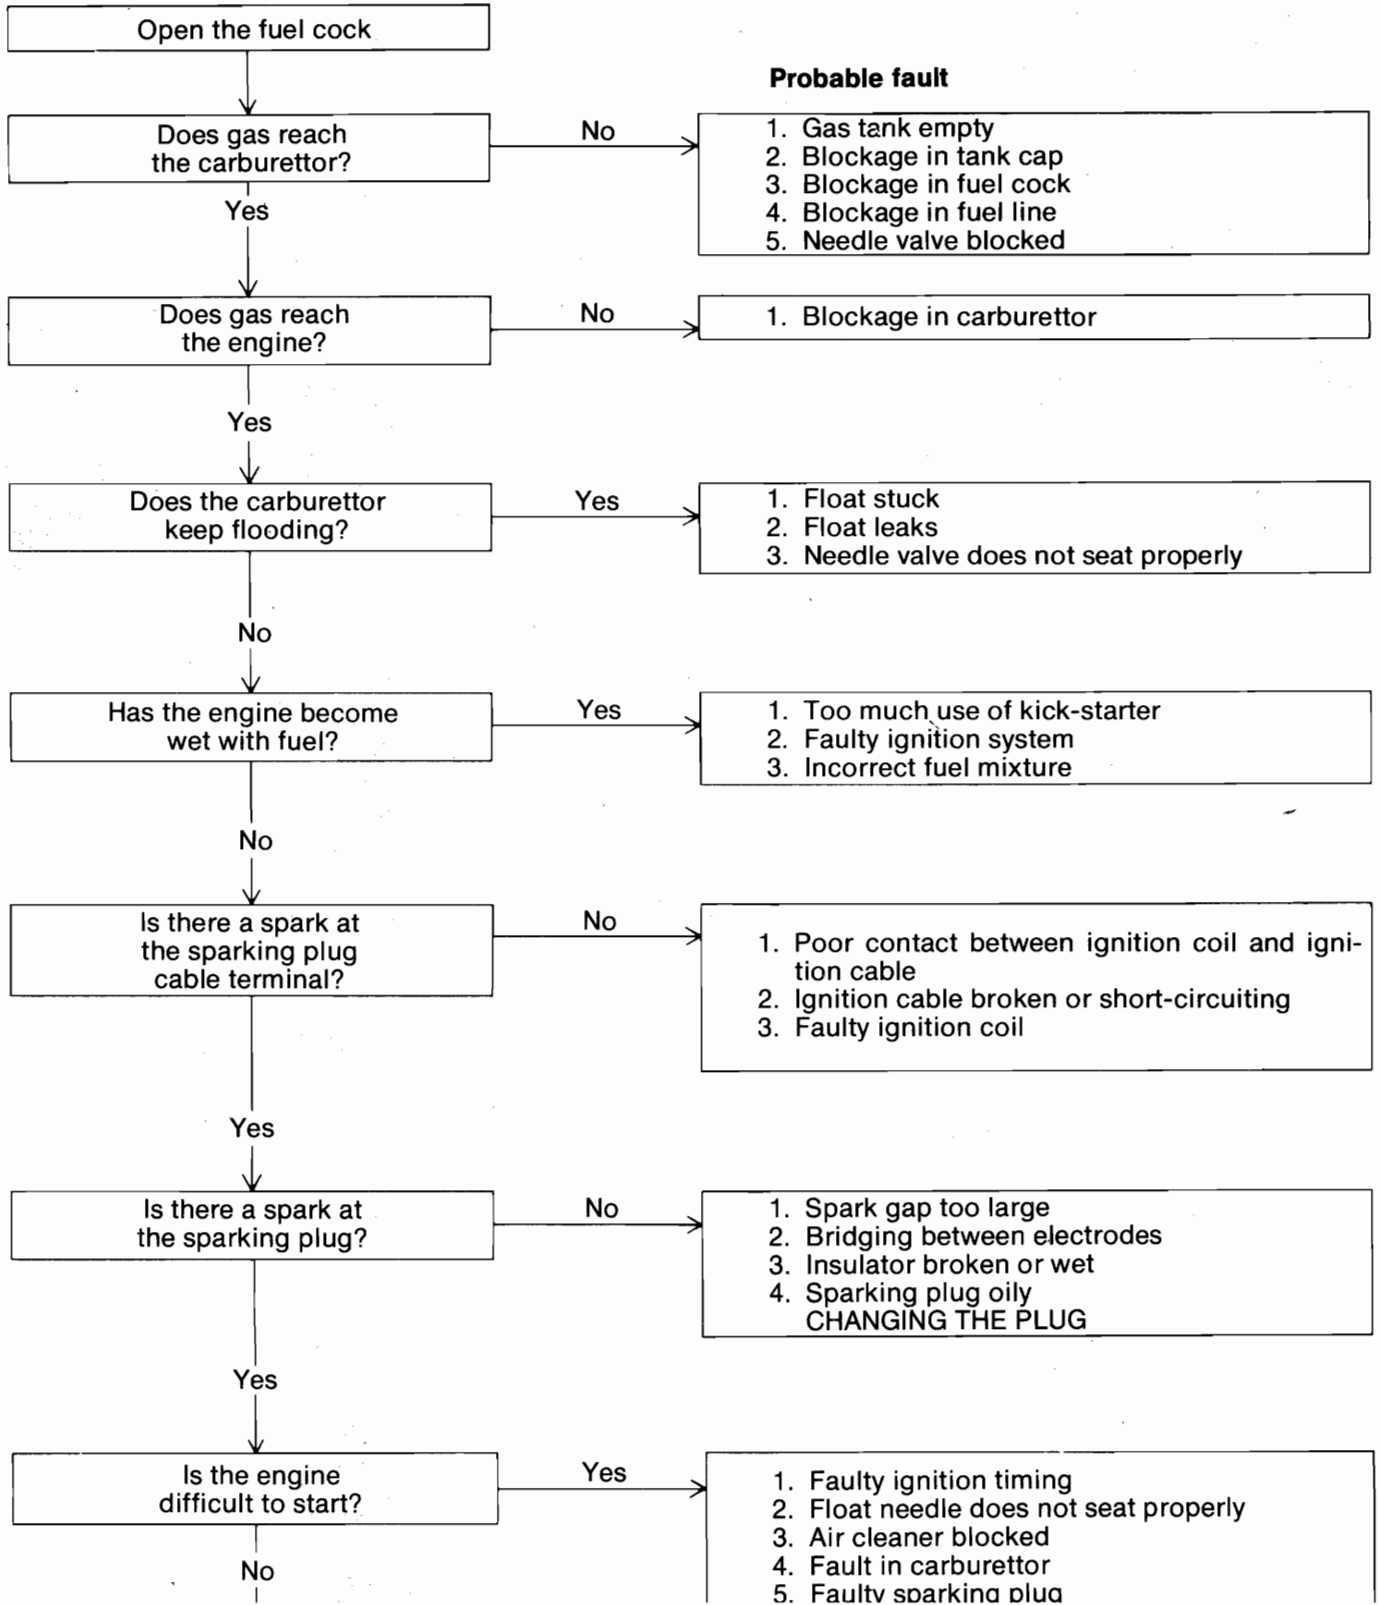 Open the fuel cock
Probable fault
Does gas reach
the carburettor?
No
1. Gas tank empty
2. Blockage in tank cap
3. Blockage in fuel cock
4. Blockage in fuel line
5. Needle valve blocked
Yes
Does gas reach
the engine?
No
1. Blockage in carburettor
Yes
Does the carburettor
keep flooding?
Yes
1. Float stuck
2. Float leaks
3. Needle valve does not seat properly
No
Has the engine become
wet with fuel?
Yes
1. Too much use of kick-starter
2. Faulty ignition system
3. Incorrect fuel mixture
No
Is there a spark at
the sparking plug
cable terminal?
No
1. Poor contact between ignition coil and igni-
tion cable
2. Ignition cable broken or short-circuiting
3. Faulty ignition coil
Yes
Is there a spark at
the sparking plug?
No
1. Spark gap too large
2. Bridging between electrodes
3. Insulator broken or wet
4. Sparking plug oily
CHANGING THE PLUG
Yes
Is the engine
difficult to start?
Yes
1. Faulty ignition timing
2. Float needle does not seat properly
3. Air cleaner blocked
4. Fault in carburettor
5. Faulty sparking plug
No